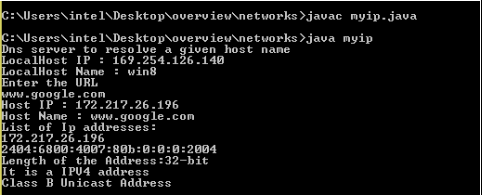 C:\Users\intel\Desktop\overview\networks>javac myip.java
C:\Users\intel\Desktop\overview\networks>java myip
Dns server to resolve a given host name
LocalHost IP : 169.254.126.140
LocalHost Name : win8
Enter the URL
www.google.com
Host IP : 172.217.26.196
Host Name : www.google.com
List of Ip addresses:
172.217.26.196
2404:6800:4007:80b:0:0:0:2004
Length of the Address:32-bit
It is a IPV4 address
Class B Unicast Address